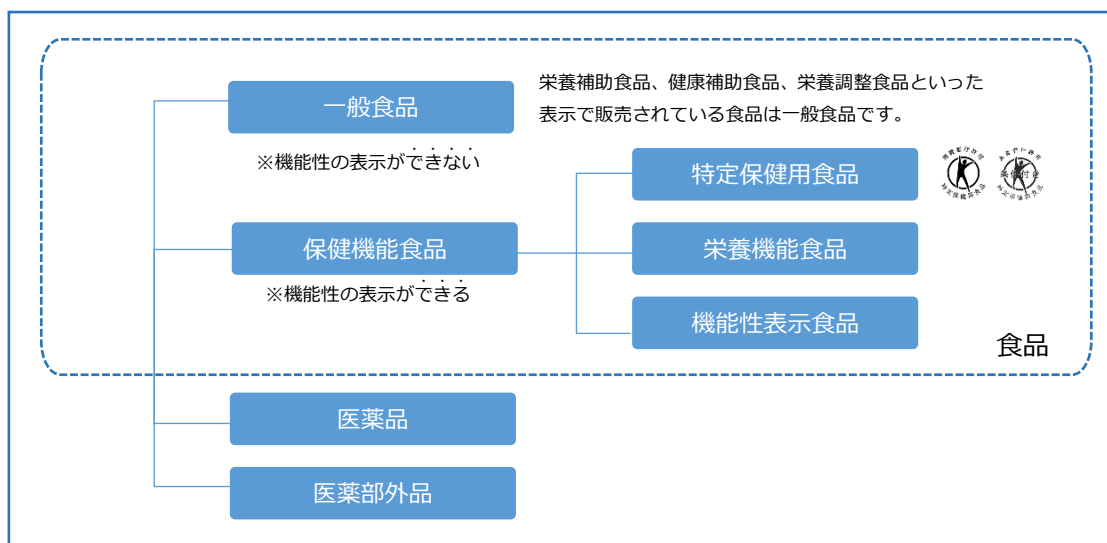 一般食品
栄養補助食品、健康補助食品、栄養調整食品といった
表示で販売されている食品は一般食品です。
※機能性の表示ができない
特定保健用食品
保健機能食品
栄養機能食品
※機能性の表示ができる
機能性表示食品
食品
医薬品
医薬部外品